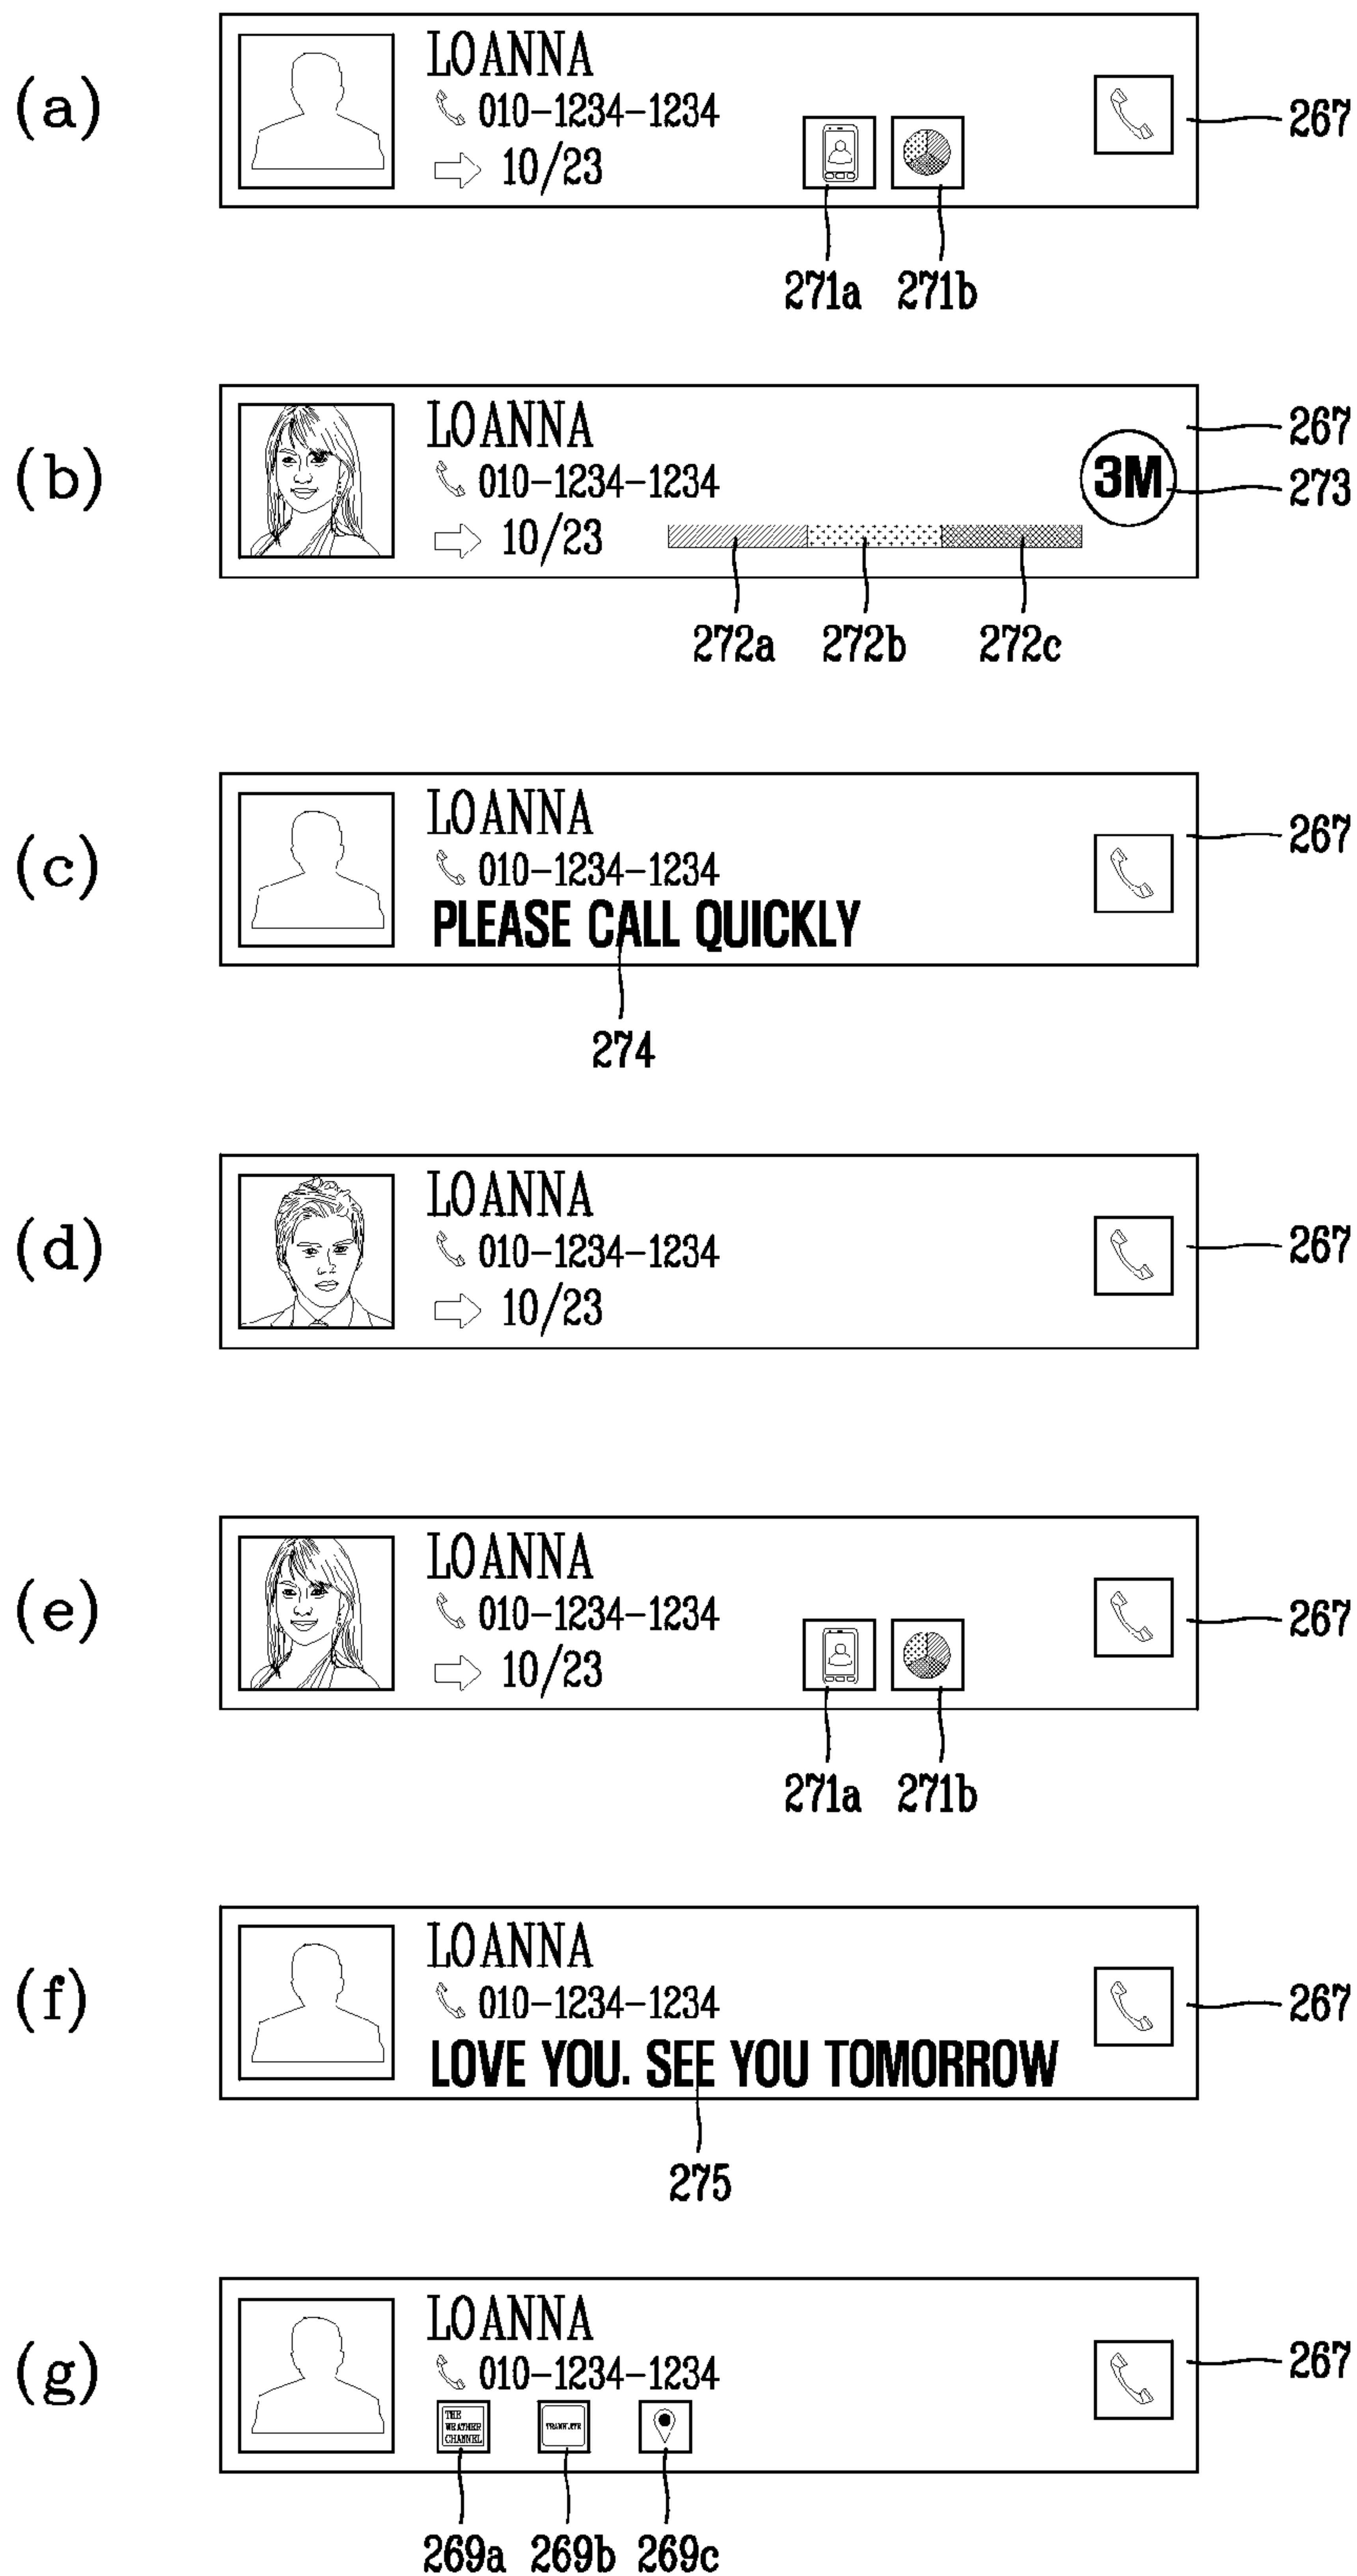 (a)
LOANNA
010-1234-1234
10/23
267
271a 271b
(b)
LOANNA
010-1234-1234
10/23
3M
267
273
272a 272b 272c
(c)
LOANNA
010-1234-1234
PLEASE CALL QUICKLY
267
274
(d)
LOANNA
010-1234-1234
10/23
267
(e)
LOANNA
010-1234-1234
10/23
267
271a 271b
(f)
LOANNA
010-1234-1234
LOVE YOU. SEE YOU TOMORROW
267
275
(g)
LOANNA
010-1234-1234
THE
WEATHER
CHANNEL
267
269a 269b 269c